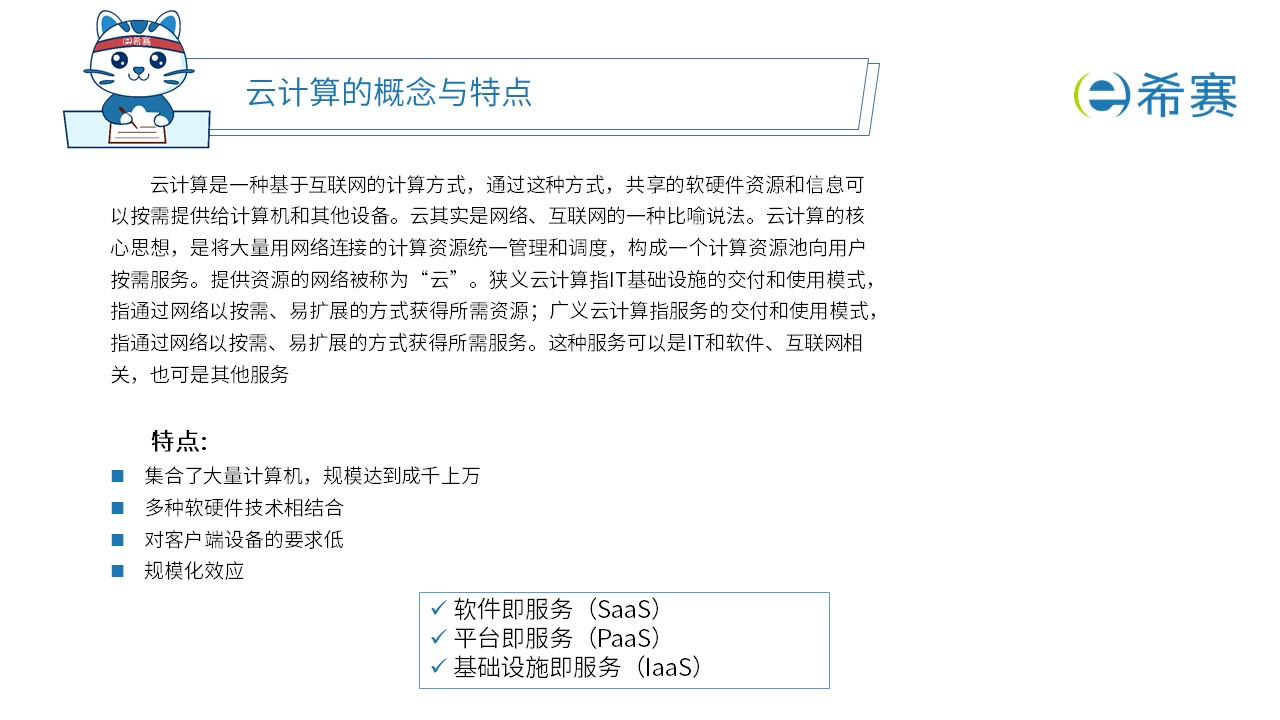 希赛
云计算的概念与特点
希赛
云计算是一种基于互联网的计算方式，通过这种方式，共享的软硬件资源和信息可
以按需提供给计算机和其他设备。云其实是网络、互联网的一种比喻说法。云计算的核
心思想，是将大量用网络连接的计算资源统一管理和调度，构成一个计算资源池向用户
按需服务。提供资源的网络被称为“云”。狭义云计算指IT基础设施的交付和使用模式，
指通过网络以按需、易扩展的方式获得所需资源；广义云计算指服务的交付和使用模式，
指通过网络以按需、易扩展的方式获得所需服务。这种服务可以是IT和软件、互联网相
关，也可是其他服务
特点：
集合了大量计算机，规模达到成千上万
多种软硬件技术相结合
对客户端设备的要求低
规模化效应
软件即服务（SaaS）
平台即服务（PaaS）
基础设施即服务（IaaS）